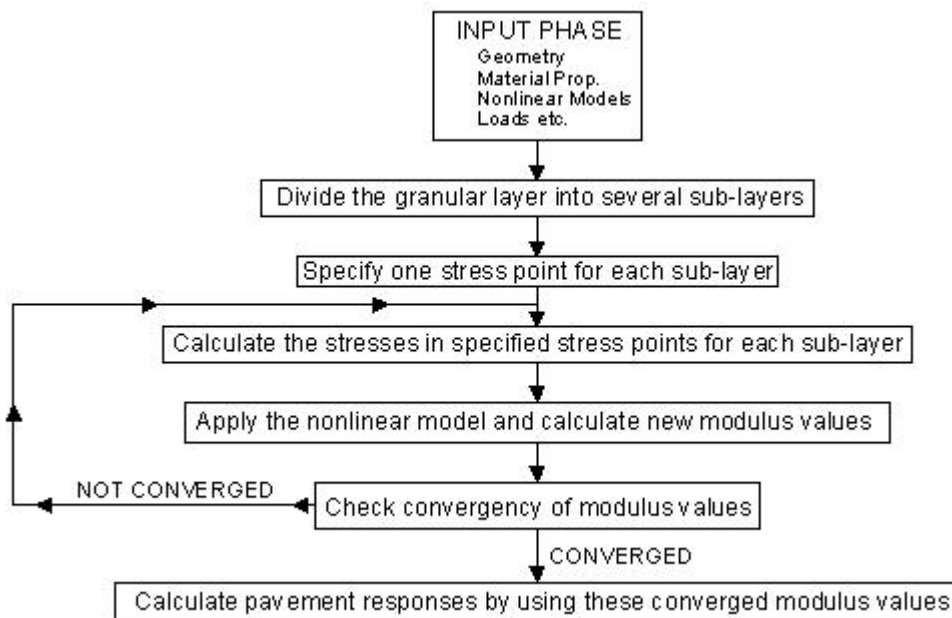 INPUT PHASE
Geometry
Material Prop.
Nonlinear Models
Loads etc.
Divide the granular layer into several sub-layers
Specify one stress point for each sub-layer
Calculate the stresses in specified stress points for each sub-layer
Apply the nonlinear model and calculate new modulus values
NOT CONVERGED
Check convergency of modulus values
CONVERGED
Calculate pavement responses by using these converged modulus values